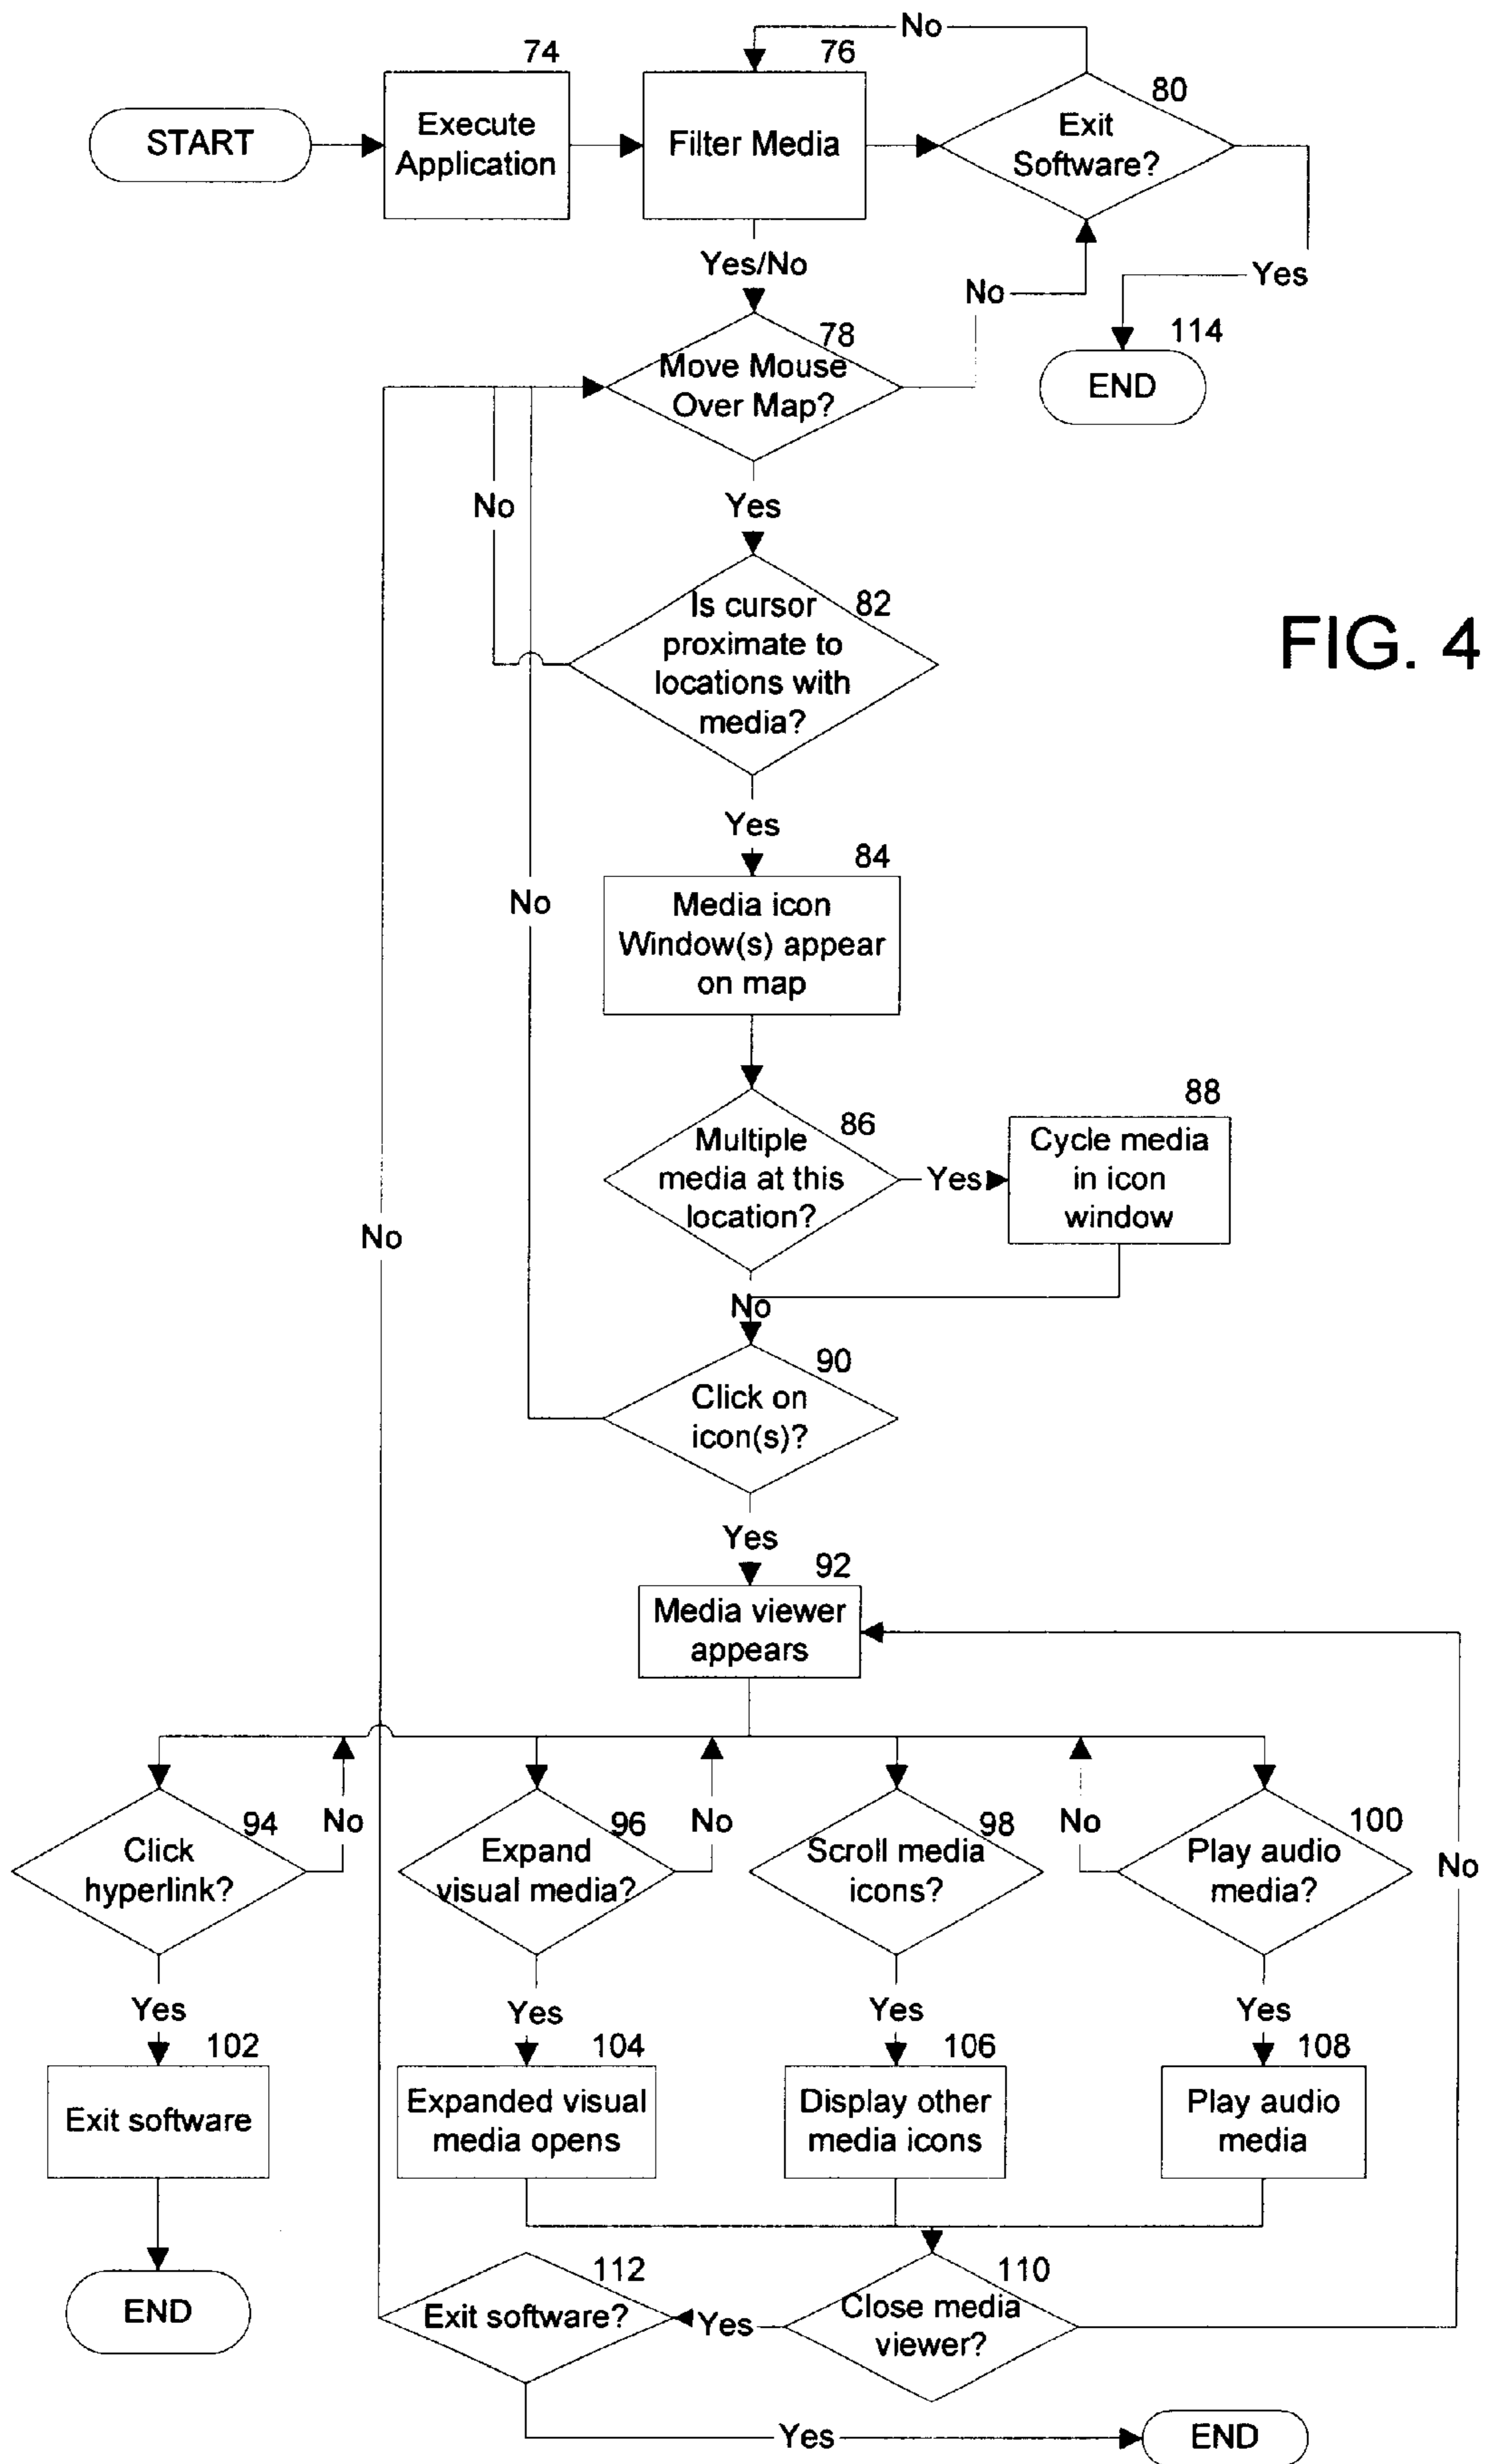 No
74
76
80
START
Execute
Application
Filter Media
Exit
Software?
Yes/No
No
Yes
78
114
Move Mouse
Over Map?
END
No
Yes
82
Is cursor
proximate to
locations with
media?
FIG. 4
Yes
84
No
Media icon
Window(s) appear
on map
86
88
Multiple
media at this
location?
Yes
Cycle media
in icon
window
No
No
90
Click on
icon(s)?
Yes
92
Media viewer
appears
94
No
96
No
98
No
100
Click
hyperlink?
Expand
visual media?
Scroll media
icons?
Play audio
media?
No
Yes
Yes
Yes
Yes
102
104
106
108
Exit software
Expanded visual
media opens
Display other
media icons
Play audio
media
112
110
END
Exit software?
Yes
Close media
viewer?
Yes
END